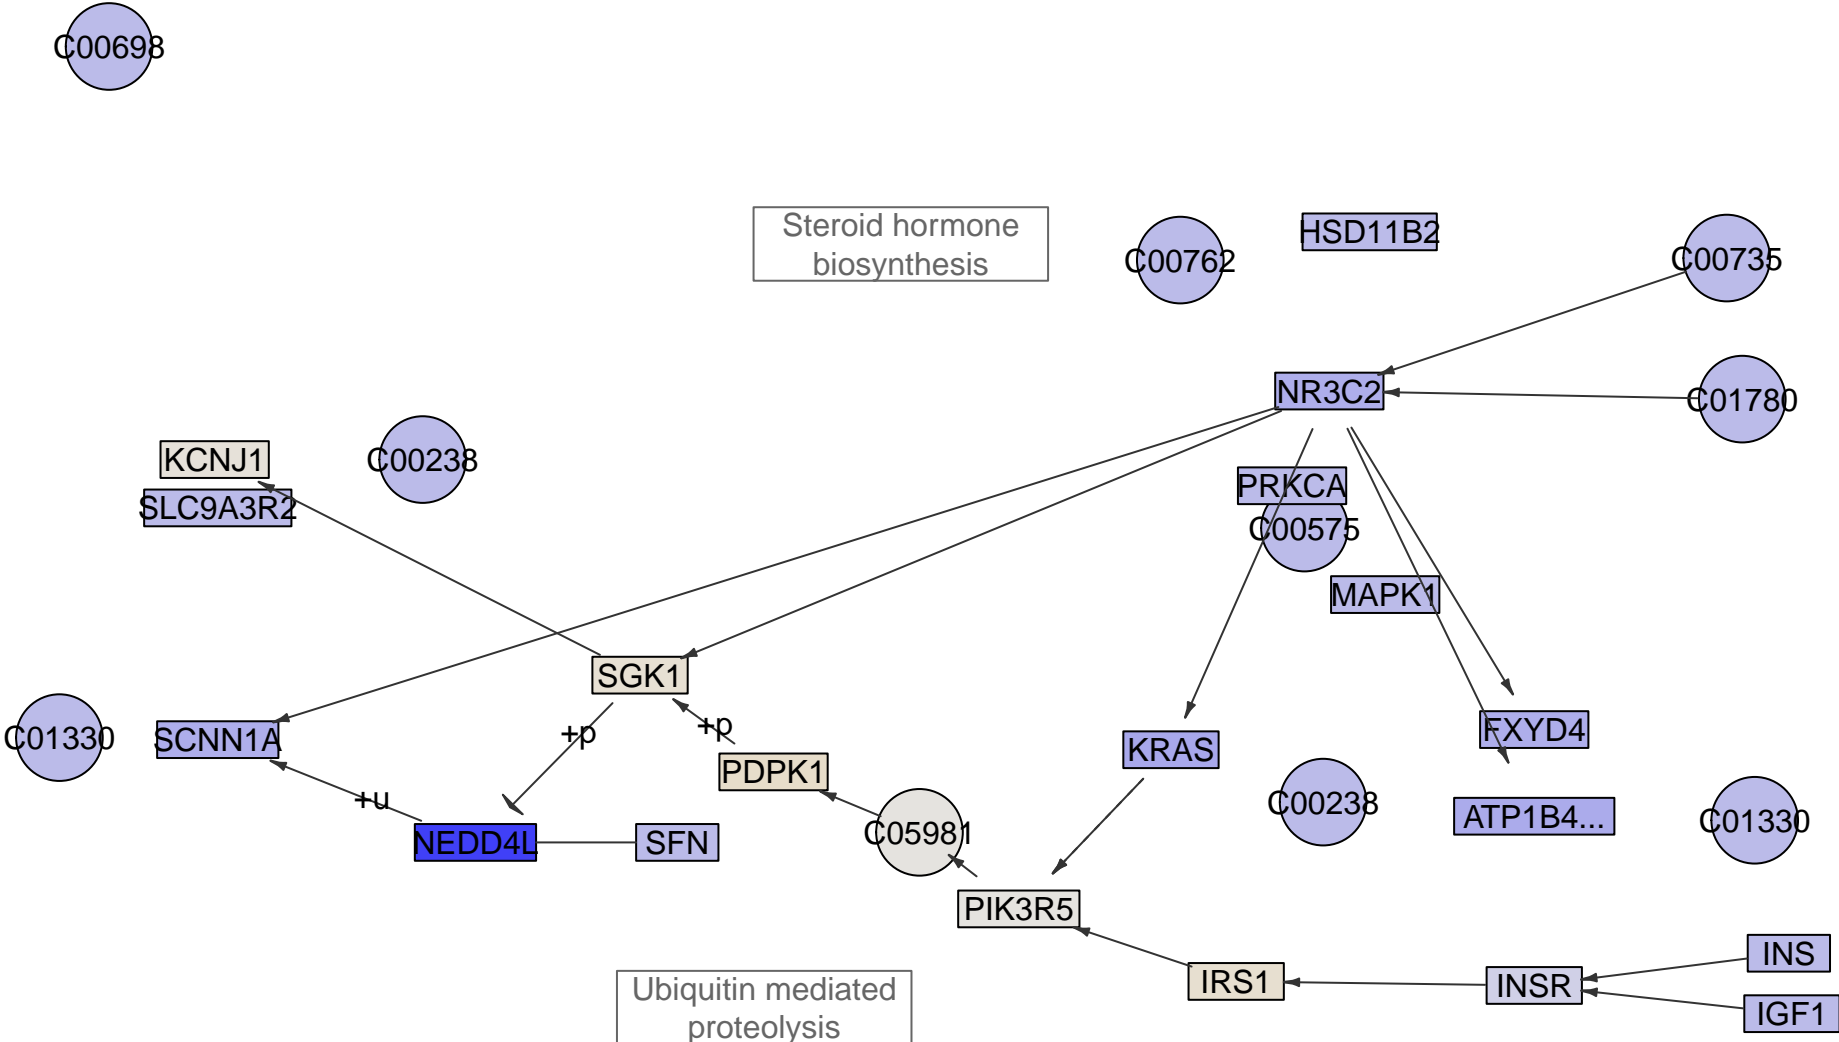 C00698
Steroid hormone
biosynthesis
C00762
HSD11B2
C00735
NR3C2
C01780
KCNJ1
C00238
SLC9A3R2
PRKCA
C00575
MAPK1
SGK1
C01330
SCNN1A
+p
+p
KRAS
FXYD4
PDPK1
+u
C00238
ATP1B4...
C01330
NEDD4L
SFN
C05981
PIK3R5
INS
IRS1
INSR
IGF1
Ubiquitin mediated
proteolysis